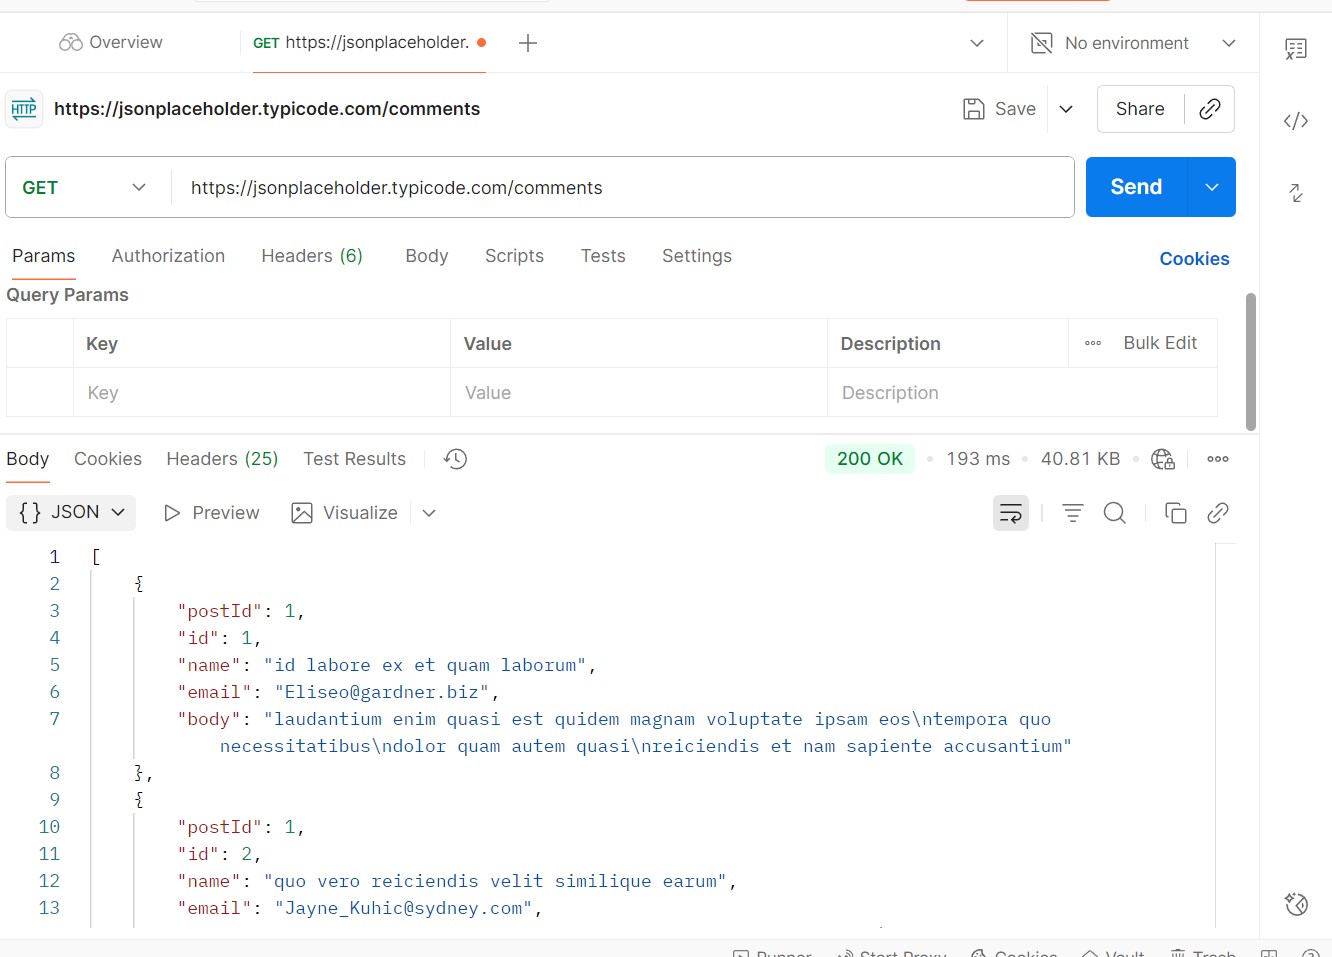 Overview
GET https://jsonplaceholder.
No environment
HTTP https://jsonplaceholder.typicode.com/comments
Save
Share
GET https://jsonplaceholder.typicode.com/comments
Send
Params Authorization Headers (6) Body Scripts Tests Settings Cookies
Query Params
Key Value Description Bulk Edit
Key Value Description
Body Cookies Headers (25) Test Results 200 OK 193 ms 40.81 KB
{} JSON Preview Visualize
1 [
2 {
3 "postId": 1,
4 "id": 1,
5 "name": "id labore ex et quam laborum",
6 "email": "Eliseo@gardner.biz",
7 "body": "laudantium enim quasi est quidem magnam voluptate ipsam eos\ntempora quo
necessitatibus\ndolor quam autem quasi\nreiciendis et nam sapiente accusantium"
8 },
9 {
10 "postId": 1,
11 "id": 2,
12 "name": "quo vero reiciendis velit similique earum",
13 "email": "Jayne_Kuhic@sydney.com",
Runner Start Proxy Cookies Vault Trash